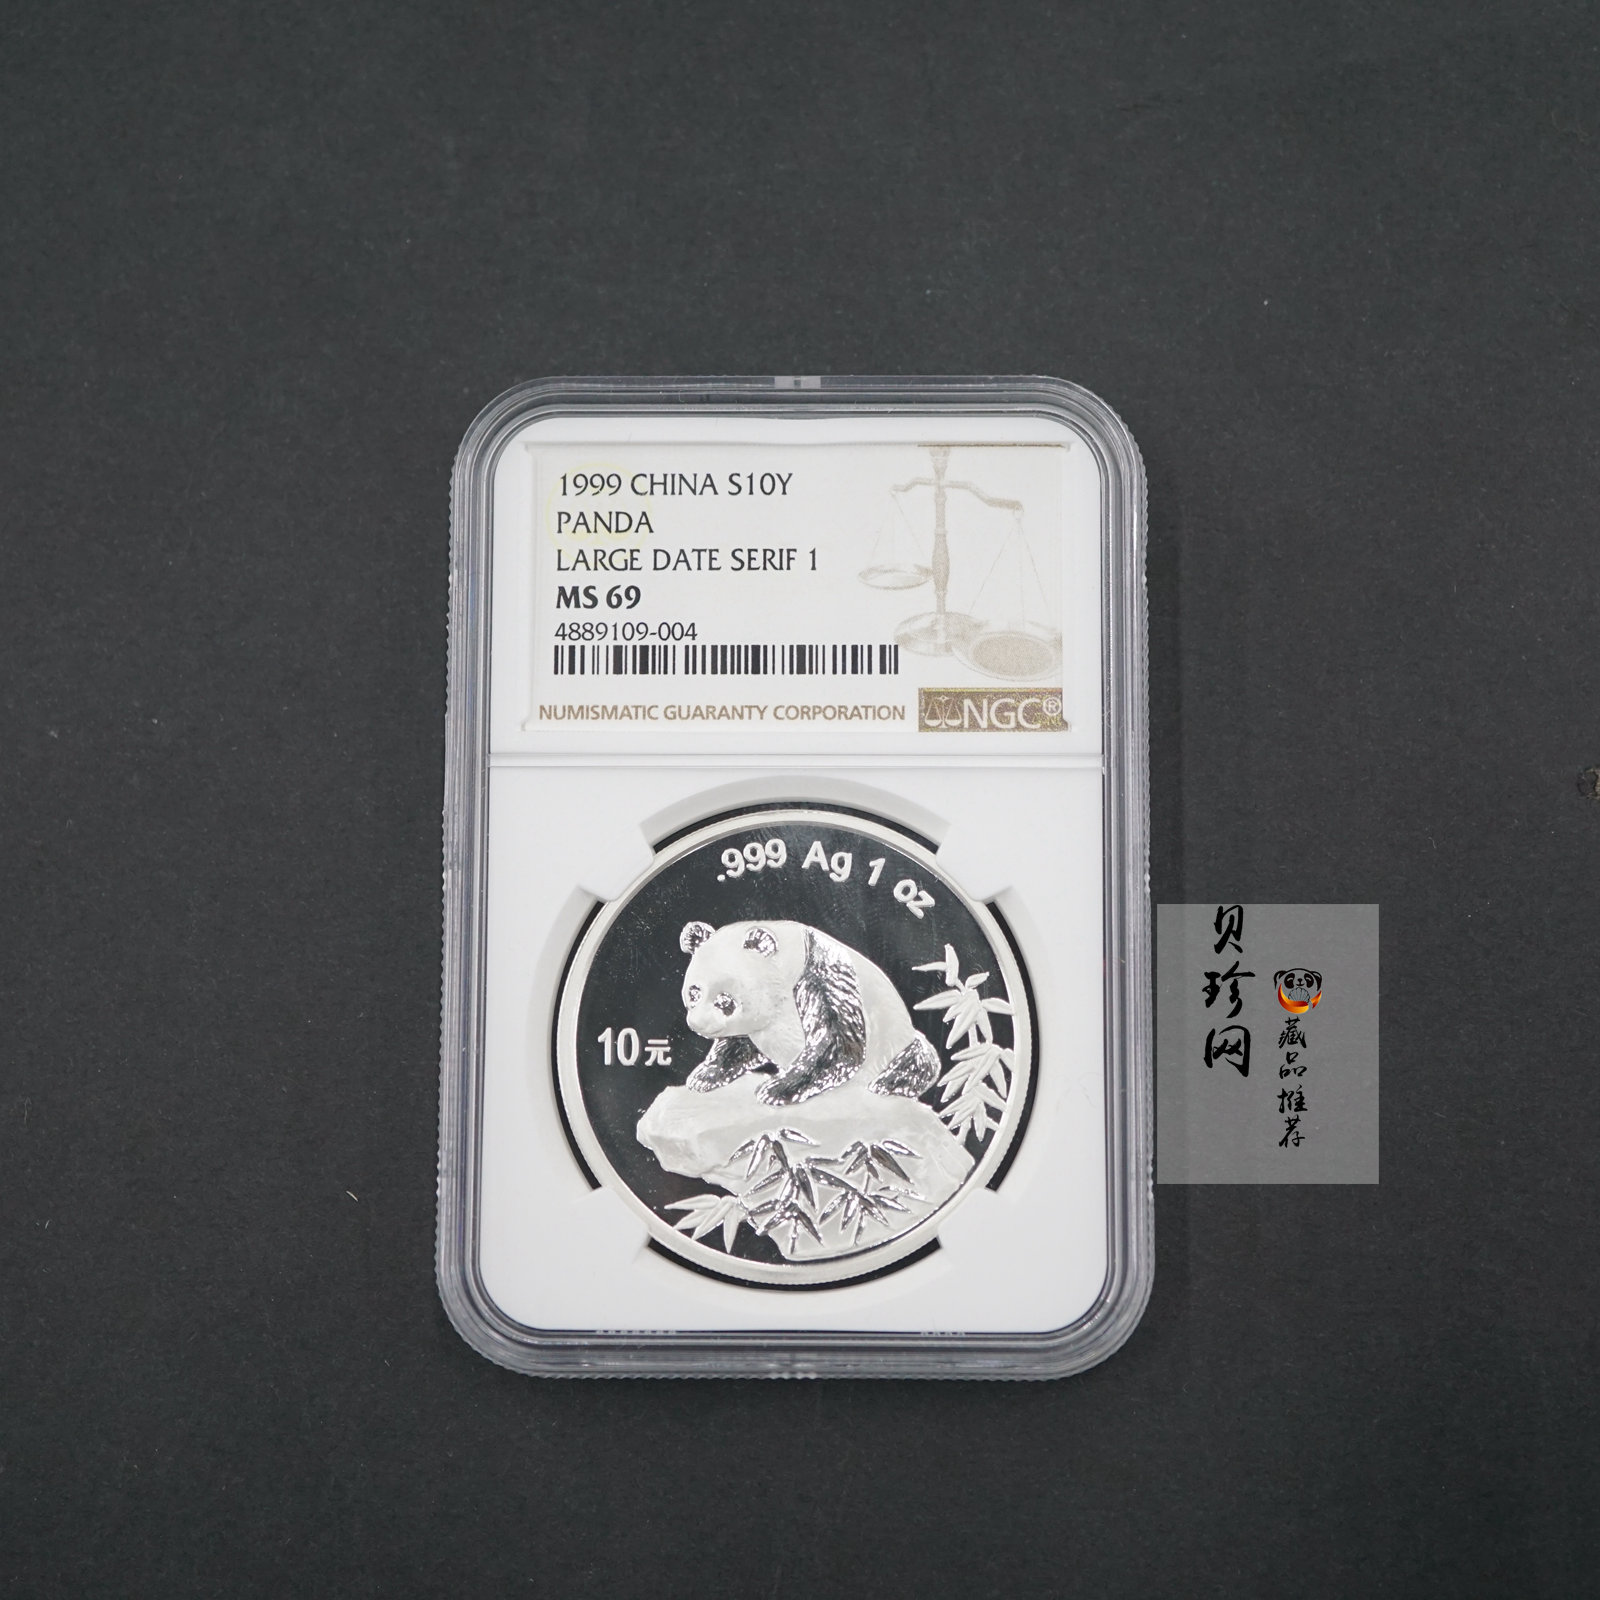 1999 CHINA S10Y
PANDA
LARGE DATE SERIF 1
MS 69
4889109-004
NUMISMATIC GUARANTY CORPORATION
NGC®
.999 Ag 1 oz
10元
贝珍网
藏品推荐